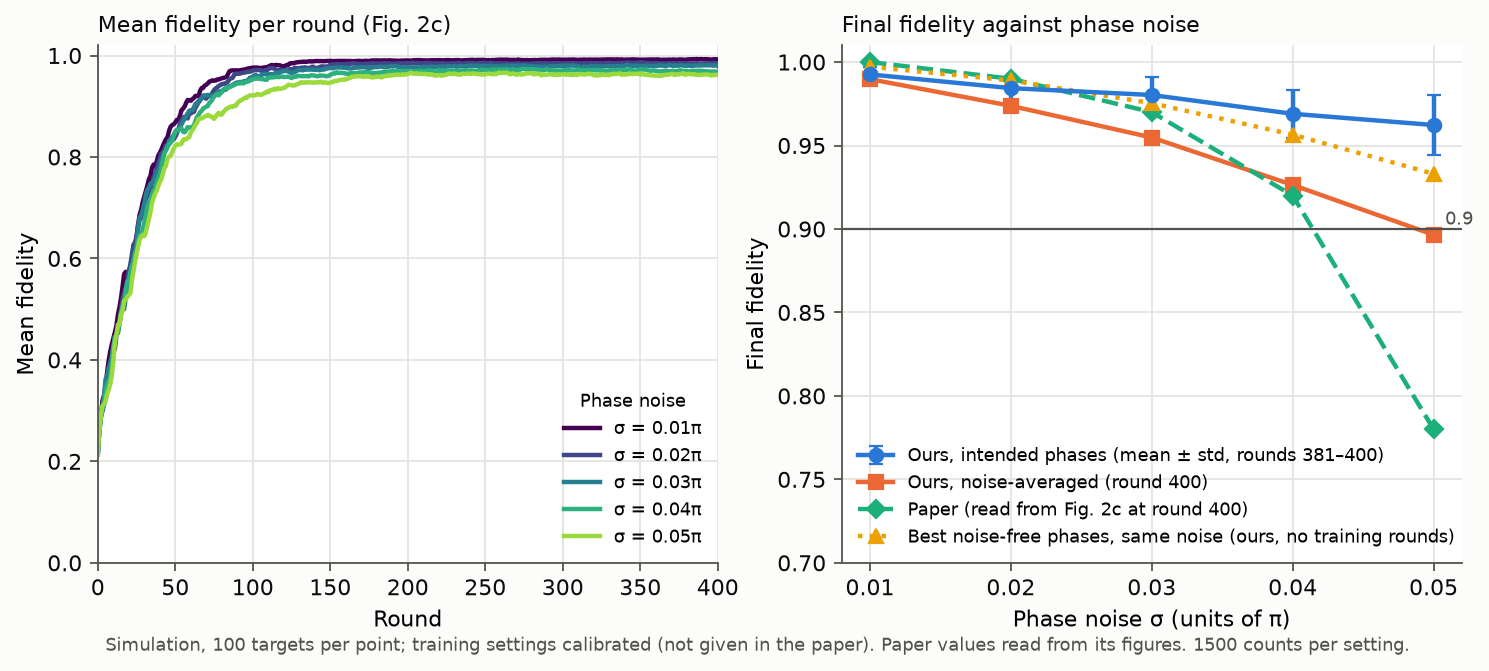 Mean fidelity per round (Fig. 2c)
1.0
0.8
0.6
0.4
0.2
0.0
Mean fidelity
0 50 100 150 200 250 300 350 400
Round
Phase noise
σ = 0.01π
σ = 0.02π
σ = 0.03π
σ = 0.04π
σ = 0.05π
Final fidelity against phase noise
1.00
0.95
0.90
0.85
0.80
0.75
0.70
Final fidelity
0.9
Ours, intended phases (mean ± std, rounds 381–400)
Ours, noise-averaged (round 400)
Paper (read from Fig. 2c at round 400)
Best noise-free phases, same noise (ours, no training rounds)
0.01 0.02 0.03 0.04 0.05
Phase noise σ (units of π)
Simulation, 100 targets per point; training settings calibrated (not given in the paper). Paper values read from its figures. 1500 counts per setting.